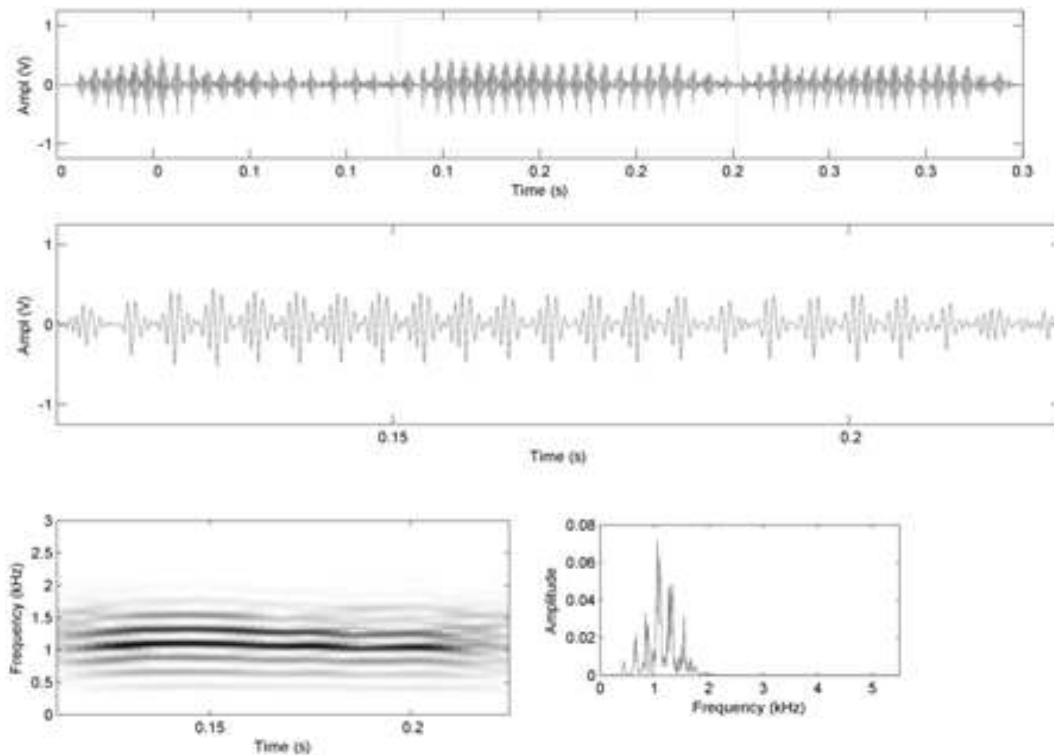 Ampl (V)
1
0
-1
0 0 0.1 0.1 0.1 0.2 0.2 0.2 0.3 0.3 0.3
Time (s)
Ampl (V)
1
0
-1
0.15 0.2
Time (s)
Frequency (kHz)
3
2.5
2
1.5
1
0.5
0
0.15 0.2
Time (s)
Amplitude
0.08
0.06
0.04
0.02
0
0 1 2 3 4 5
Frequency (kHz)